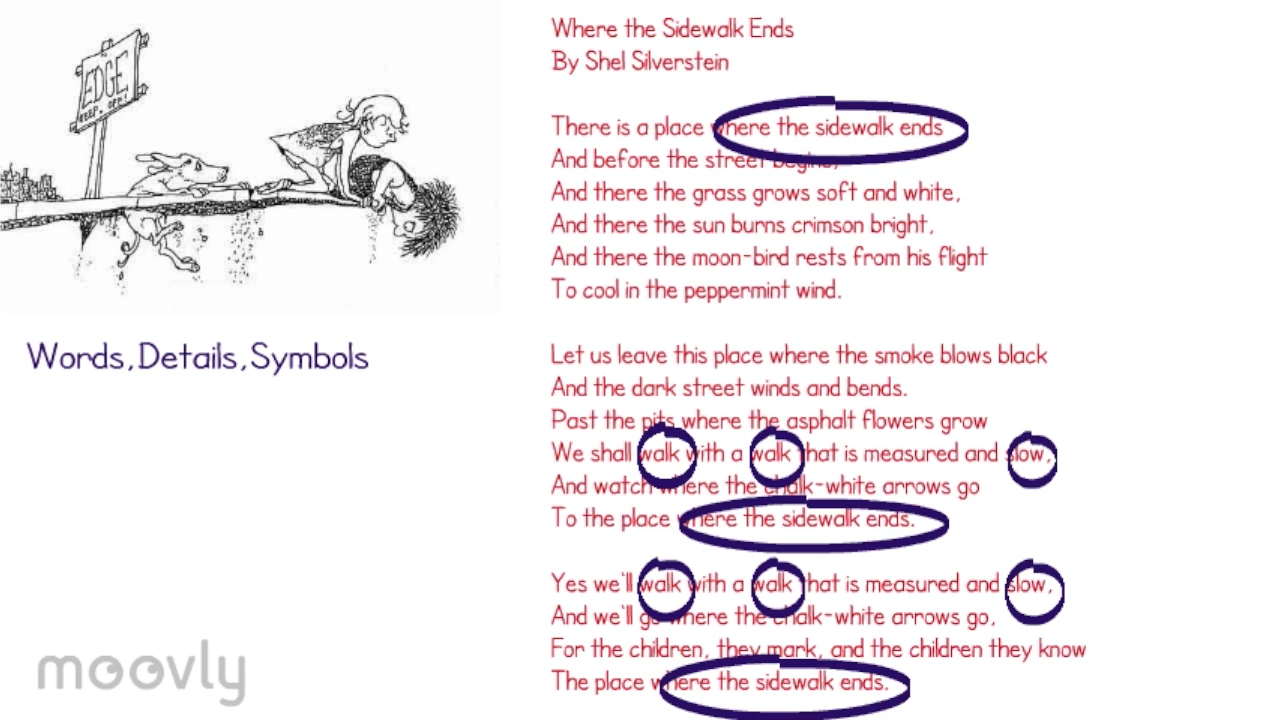 EDGE
KEEP OFF!
Words, Details, Symbols
moovly
Where the Sidewalk Ends
By Shel Silverstein
There is a place where the sidewalk ends
And before the street begins,
And there the grass grows soft and white,
And there the sun burns crimson bright,
And there the moon-bird rests from his flight
To cool in the peppermint wind.
Let us leave this place where the smoke blows black
And the dark street winds and bends.
Past the pits where the asphalt flowers grow
We shall walk with a walk that is measured and slow,
And watch where the chalk-white arrows go
To the place where the sidewalk ends.
Yes we'll walk with a walk that is measured and slow,
And we'll go where the chalk-white arrows go,
For the children, they mark, and the children they know
The place where the sidewalk ends.